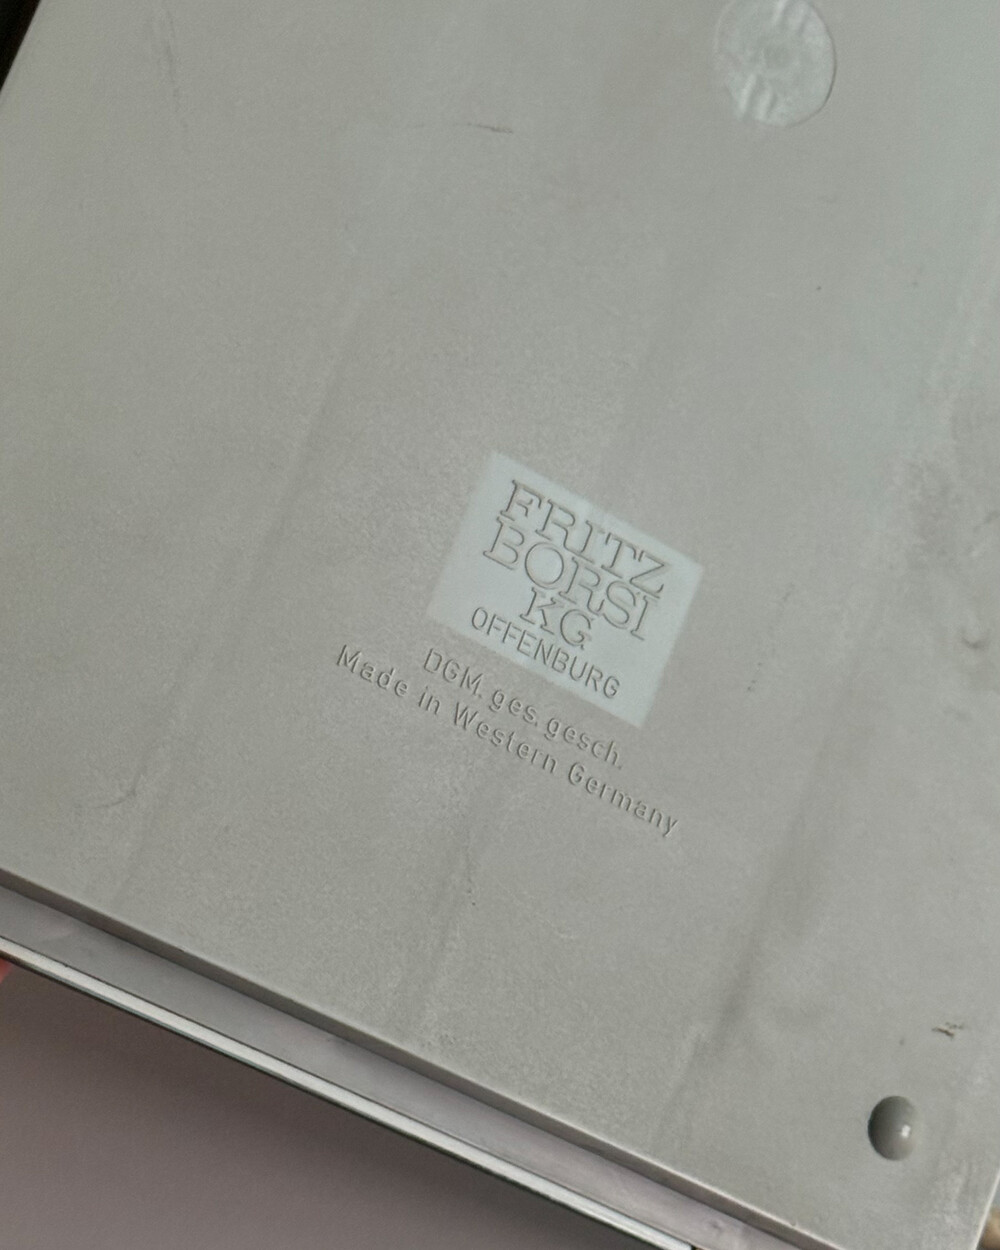 FRITZ
BORSI
KG
OFFENBURG
DGM. ges. gesch.
Made in Western Germany